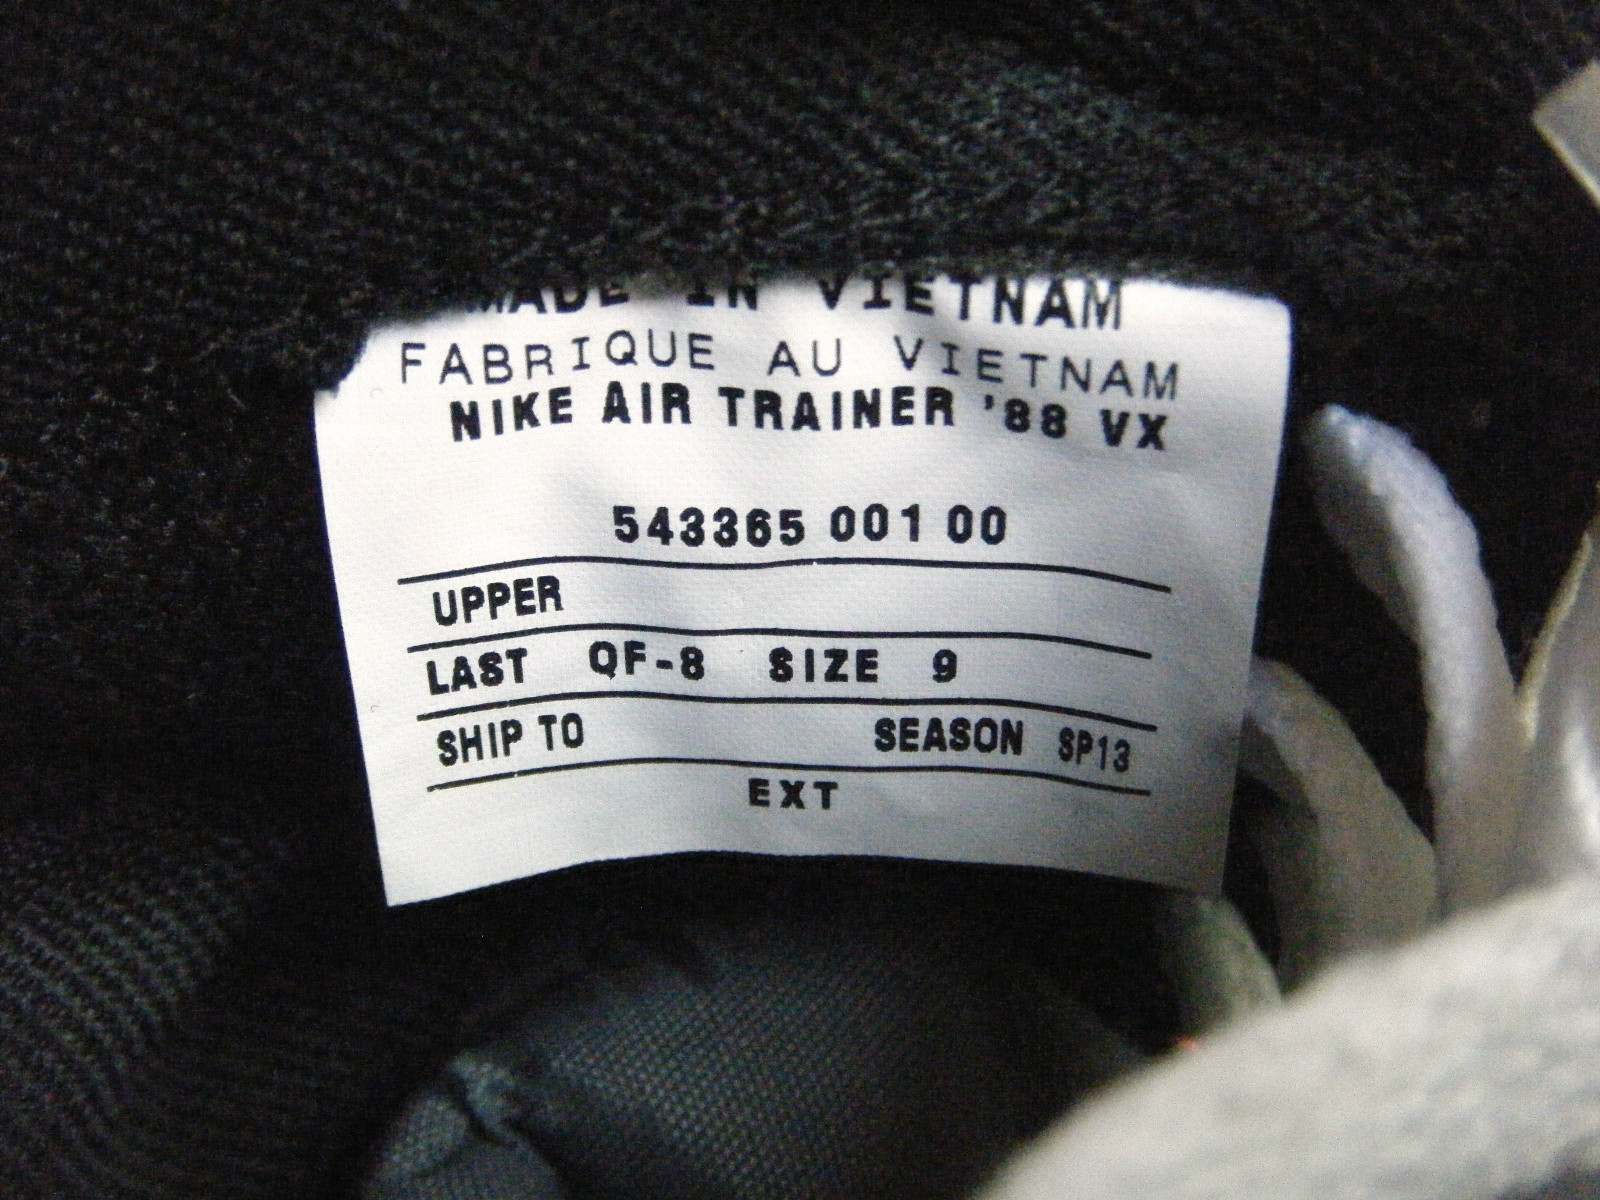 MADE IN VIETNAM
FABRIQUE AU VIETNAM
NIKE AIR TRAINER '88 VX
543365 001 00
UPPER
LAST QF-8 SIZE 9
SHIP TO SEASON SP13
EXT